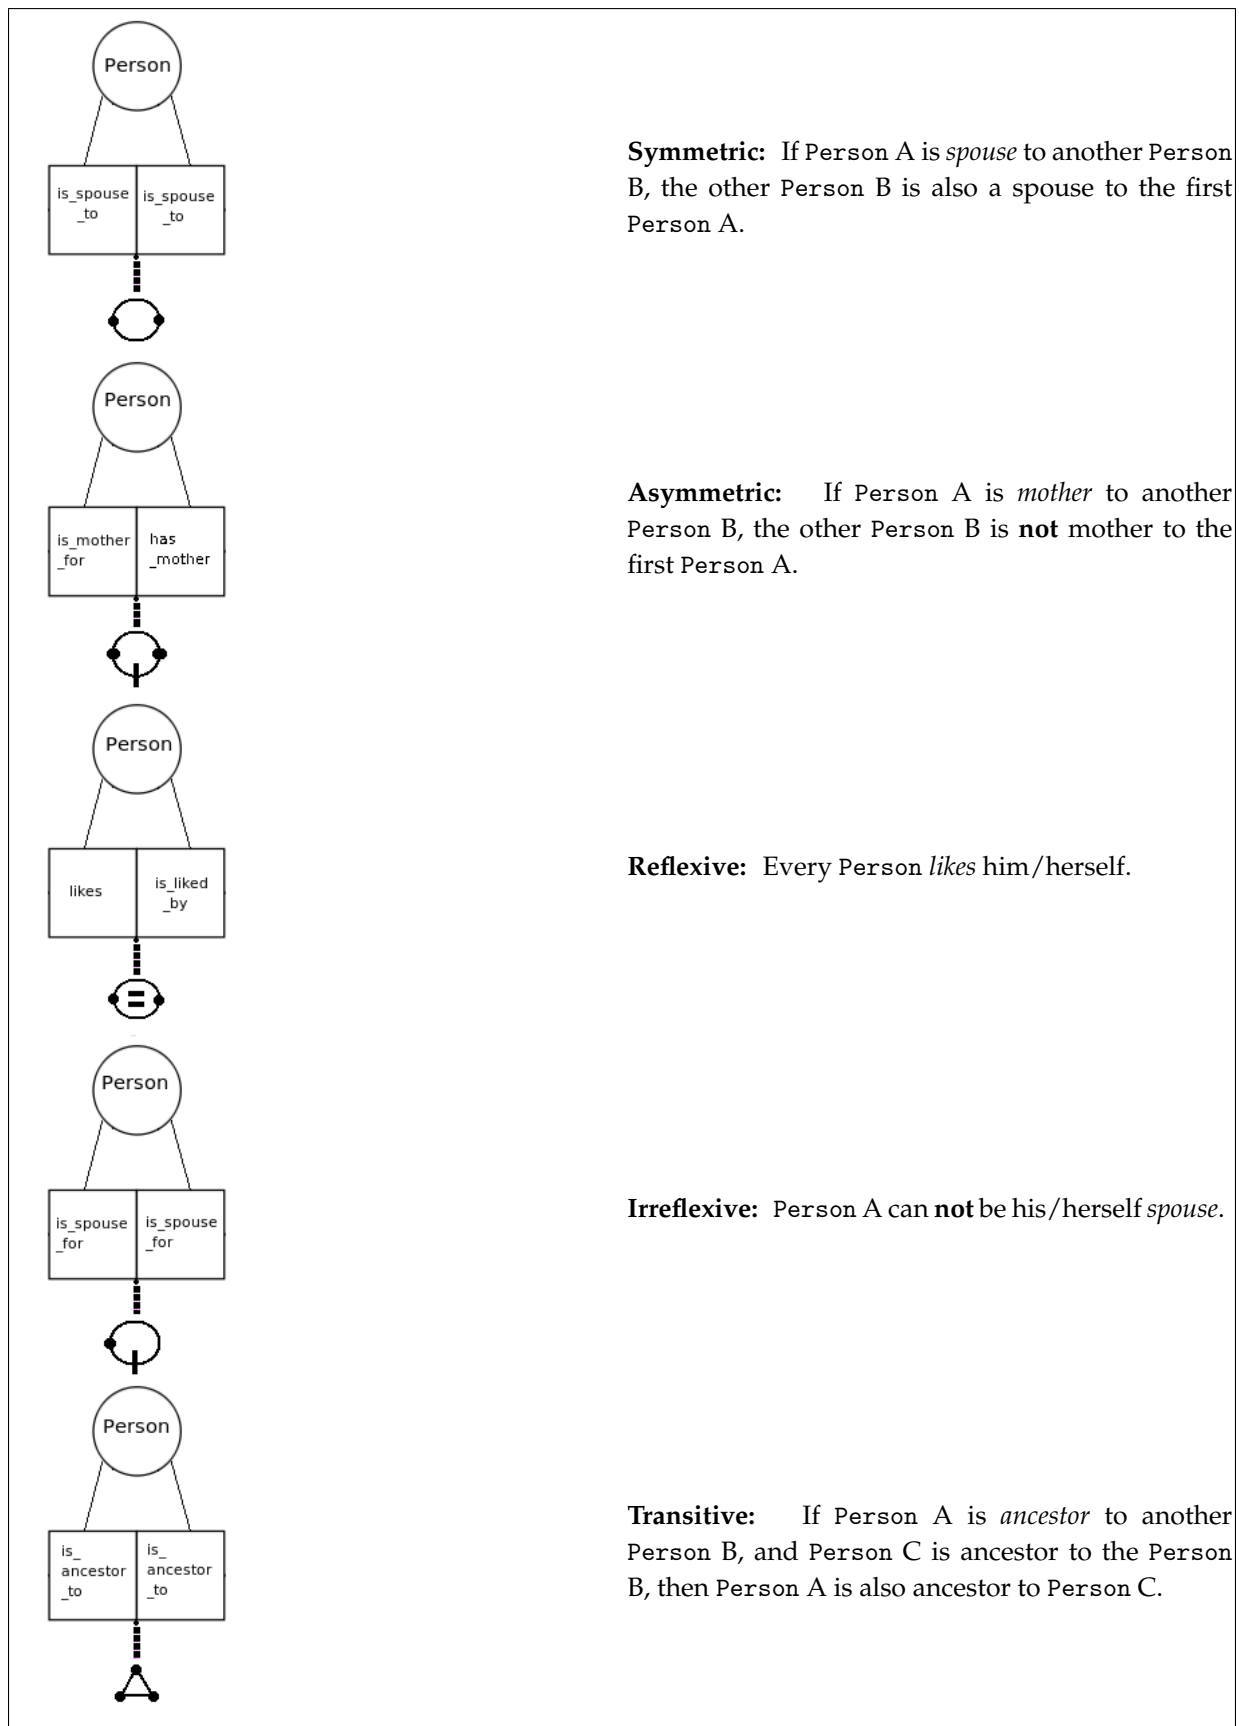 Person
is_spouse
_to
is_spouse
_to
Symmetric: If Person A is spouse to another Person
B, the other Person B is also a spouse to the first
Person A.
Person
is_mother
_for
has
_mother
Asymmetric: If Person A is mother to another
Person B, the other Person B is not mother to the
first Person A.
Person
likes
is_liked
_by
Reflexive: Every Person likes him/herself.
Person
is_spouse
_for
is_spouse
_for
Irreflexive: Person A can not be his/herself spouse.
Person
is_
ancestor
_to
is_
ancestor
_to
Transitive: If Person A is ancestor to another
Person B, and Person C is ancestor to the Person
B, then Person A is also ancestor to Person C.